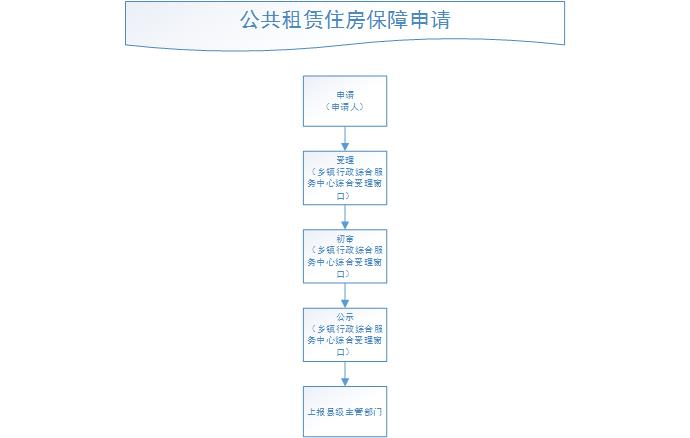 公共租赁住房保障申请
申请
（申请人）
受理
（乡镇行政综合服
务中心综合受理窗
口）
初审
（乡镇行政综合服
务中心综合受理窗
口）
公示
（乡镇行政综合服
务中心综合受理窗
口）
上报县级主管部门